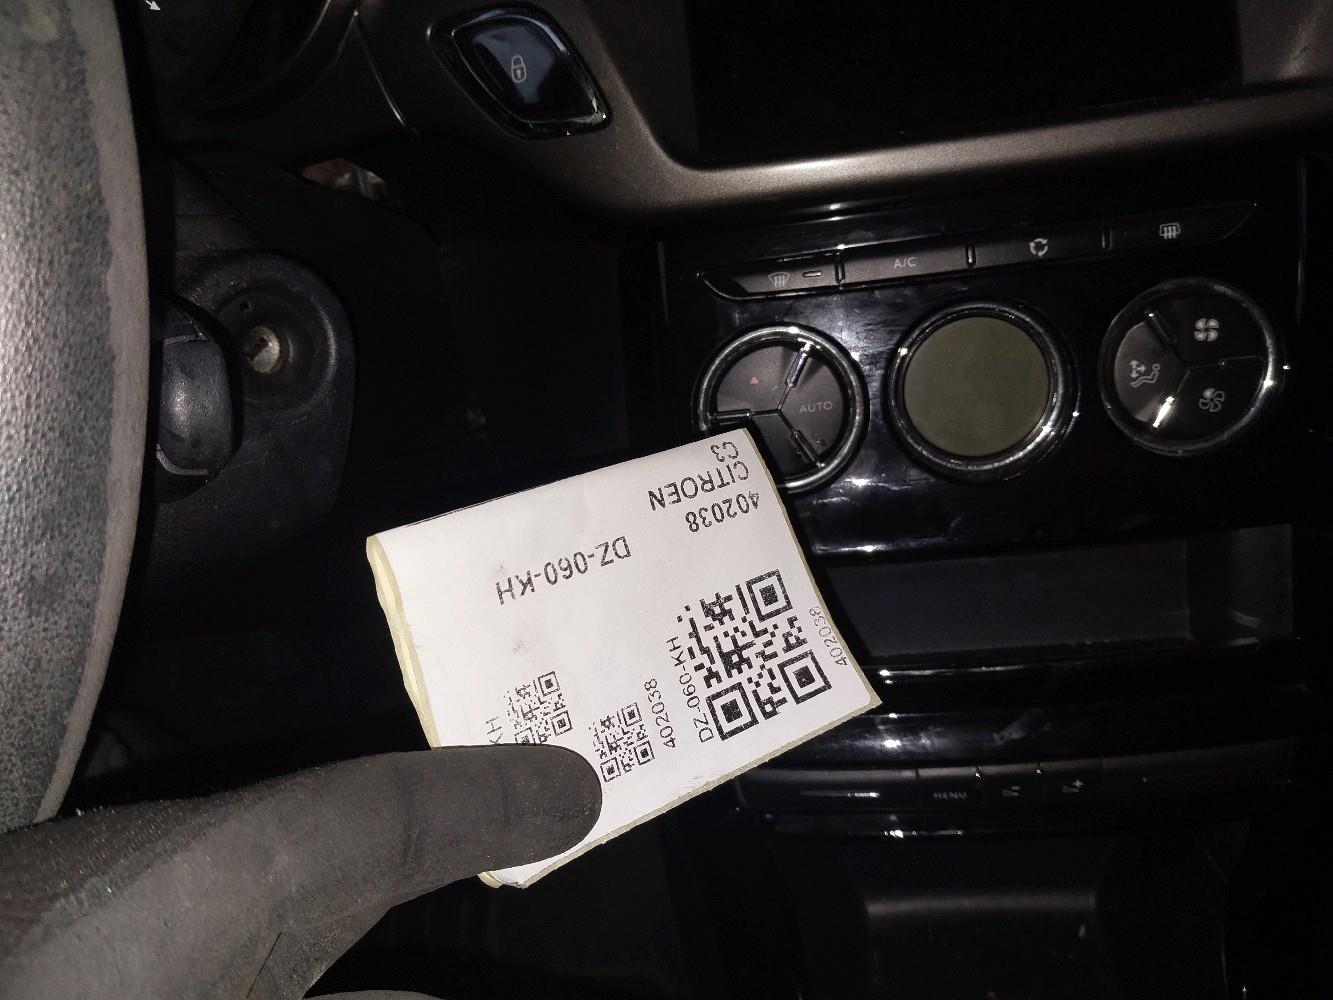 A/C
AUTO
402038
CITROEN
C3
DZ-060-KH
DZ-060-KH
402038
402038
KH
MENU